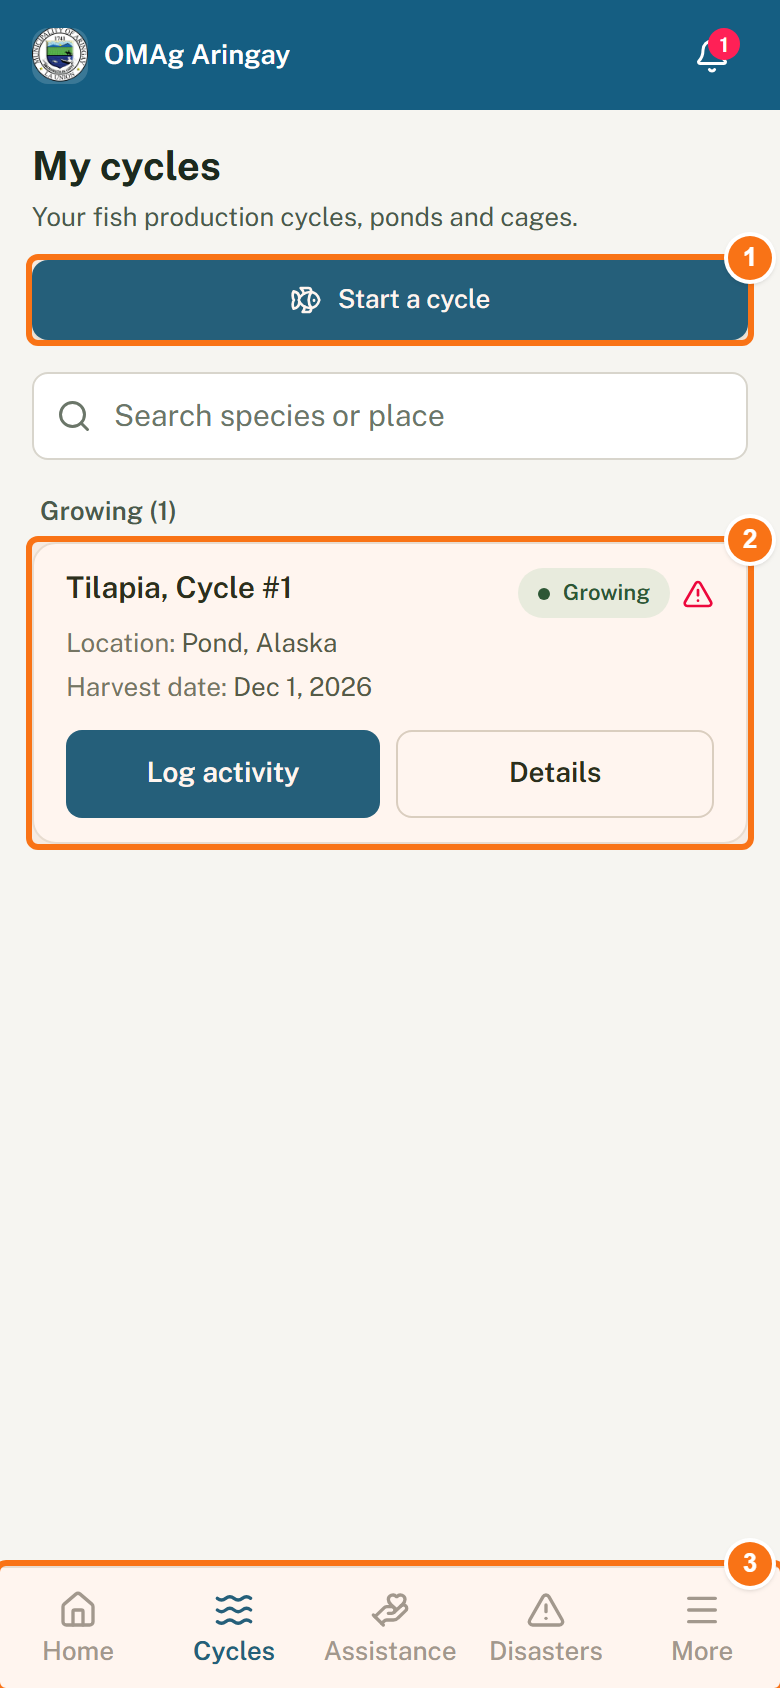 OMAg Aringay
1
My cycles
Your fish production cycles, ponds and cages.
1
Start a cycle
Search species or place
Growing (1)
2
Tilapia, Cycle #1
Growing
Location: Pond, Alaska
Harvest date: Dec 1, 2026
Log activity
Details
3
Home
Cycles
Assistance
Disasters
More